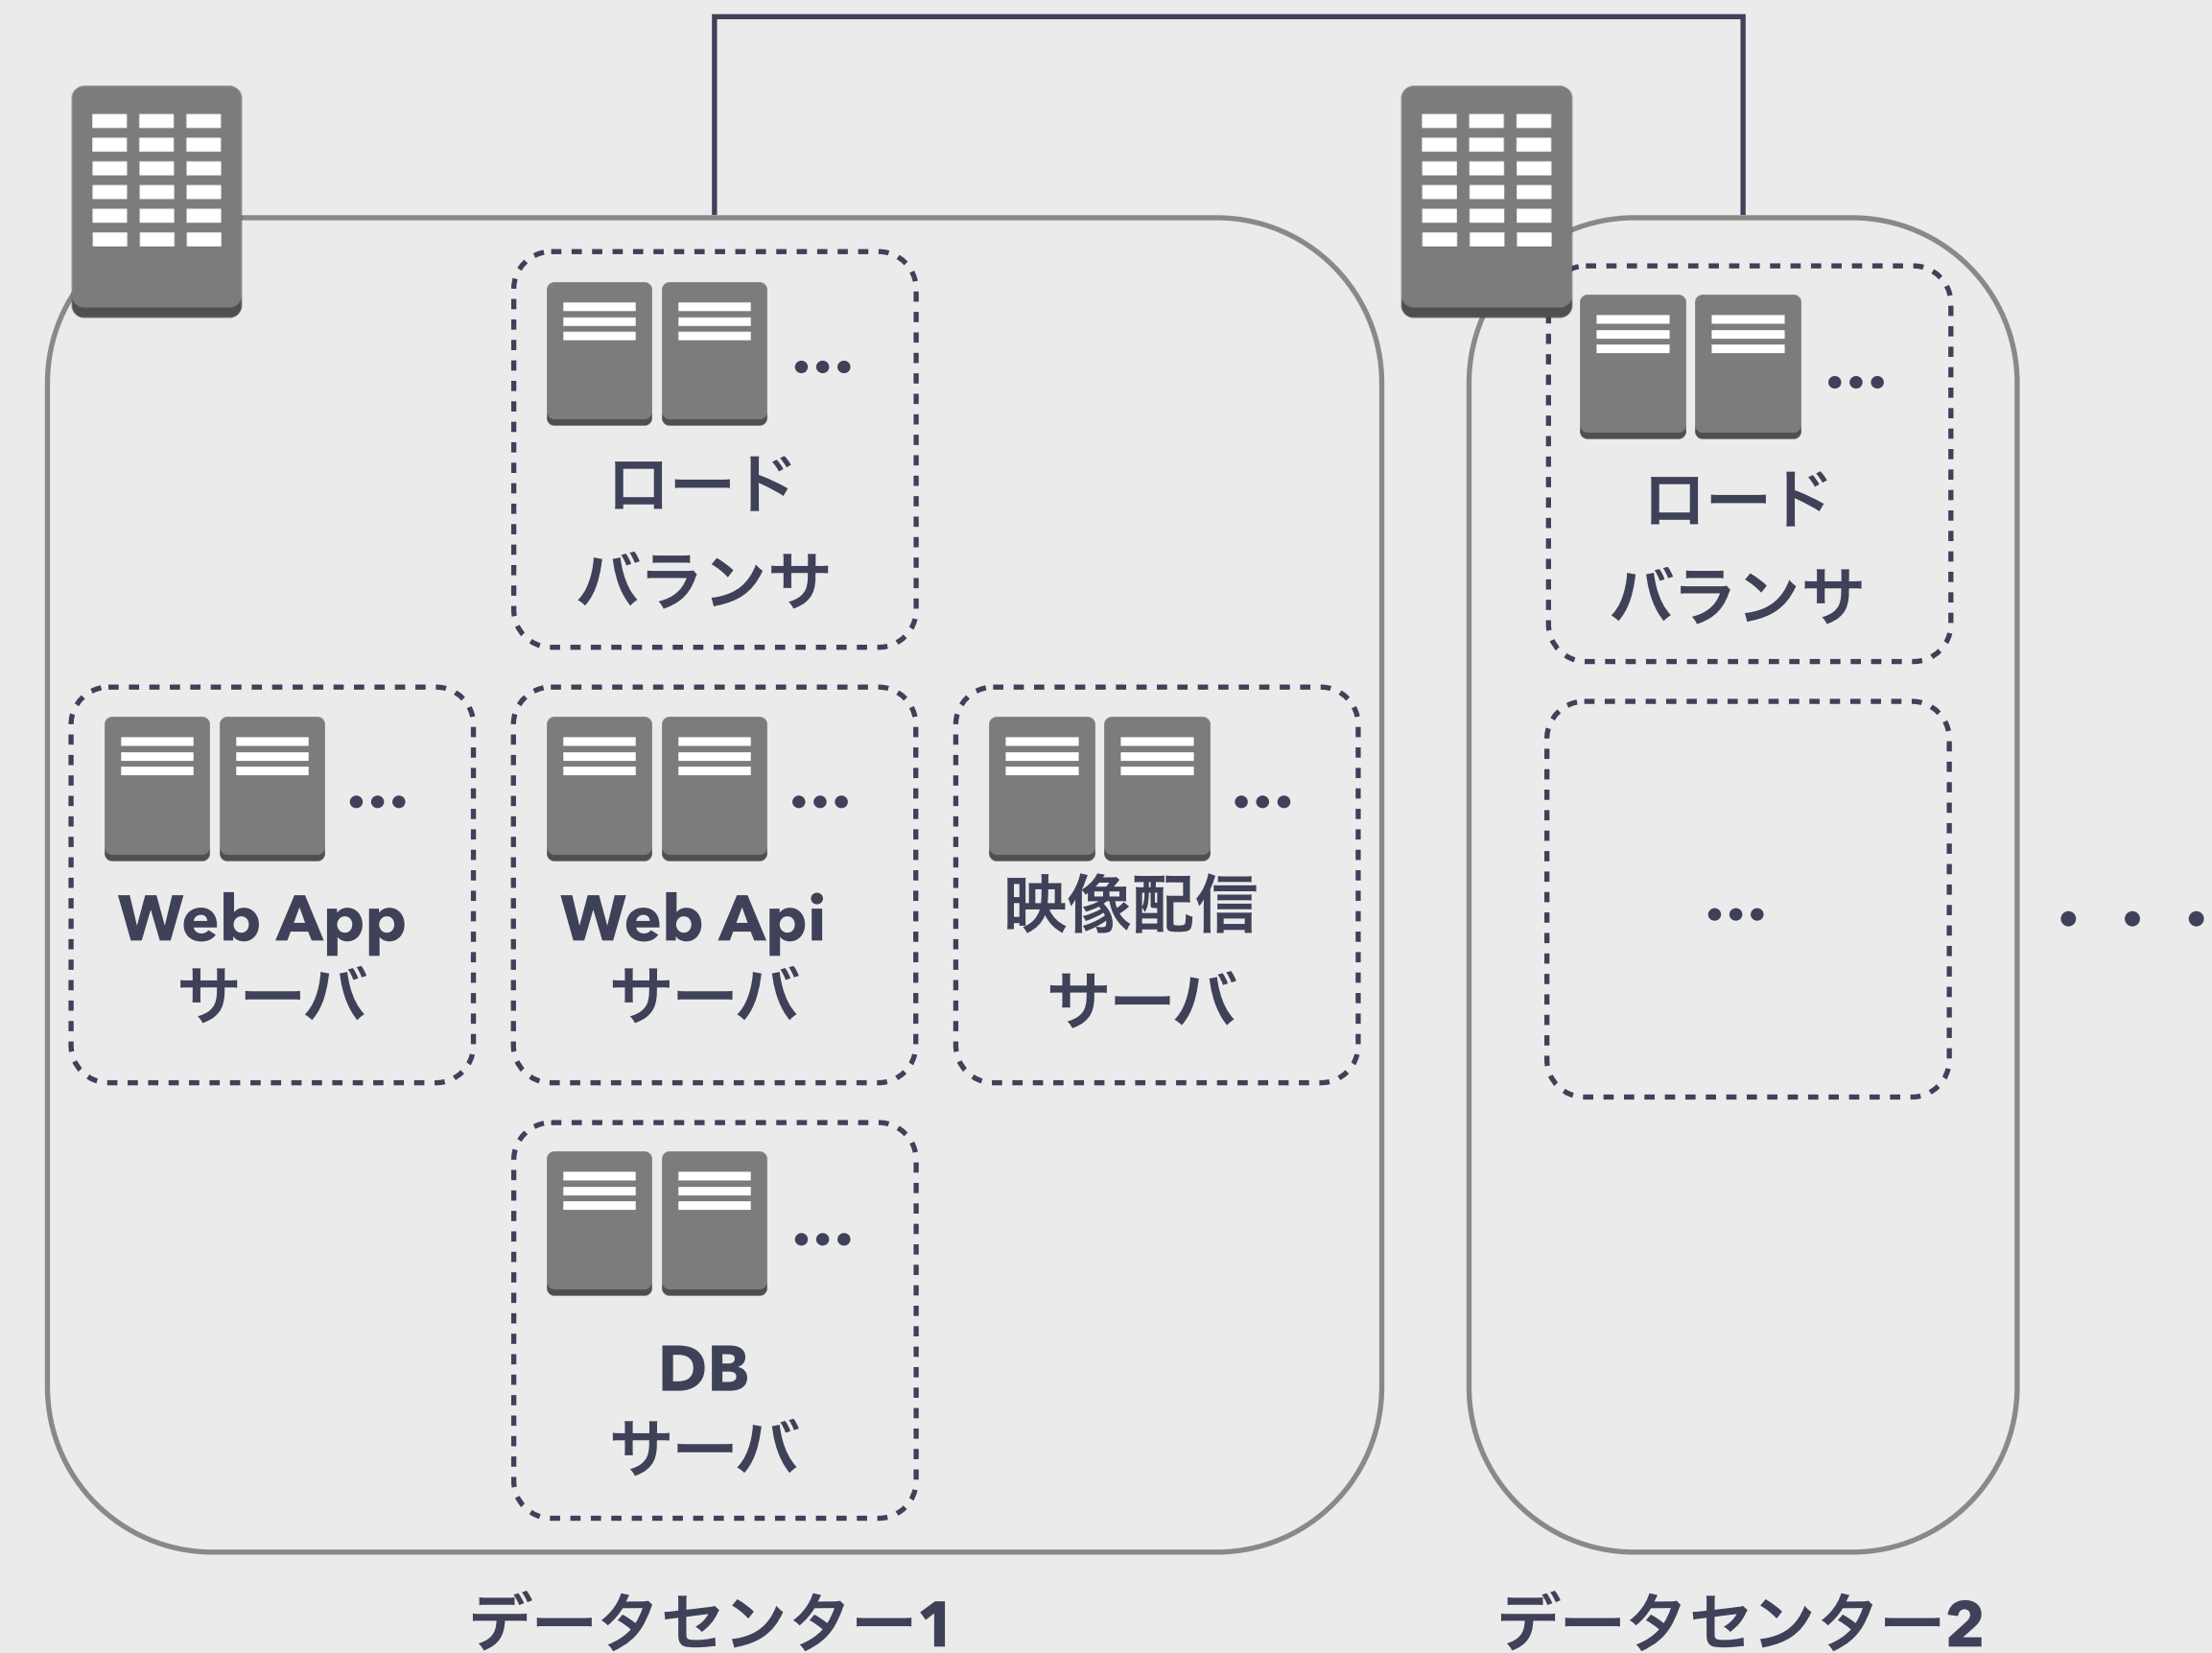 ロード
バランサ
ロード
バランサ
Web App
サーバ
Web Api
サーバ
映像配信
サーバ
DB
サーバ
データセンター1
データセンター2